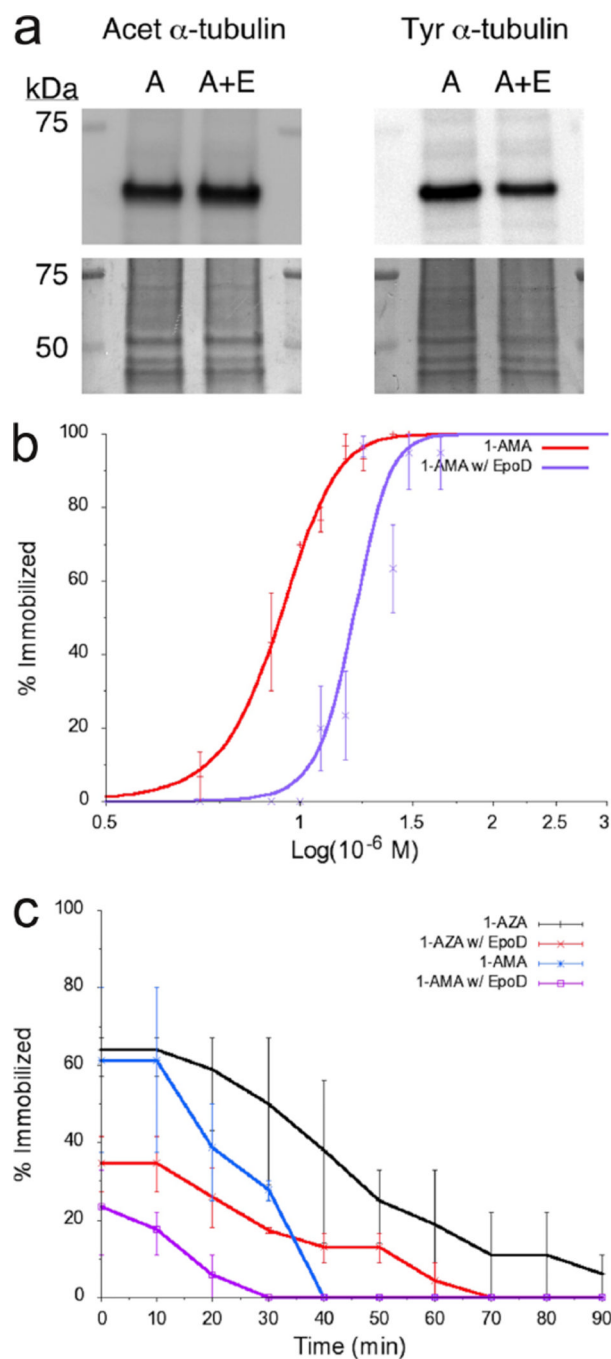 a
Acet α-tubulin Tyr α-tubulin
kDa A A+E A A+E
75
75
50
b
100
80
60
40
20
0
% Immobilized
1-AMA
1-AMA w/ EpoD
0.5 1 1.5 2 2.5 3
Log(10⁻⁶ M)
c
100
80
60
40
20
0
% Immobilized
1-AZA
1-AZA w/ EpoD
1-AMA
1-AMA w/ EpoD
0 10 20 30 40 50 60 70 80 90
Time (min)